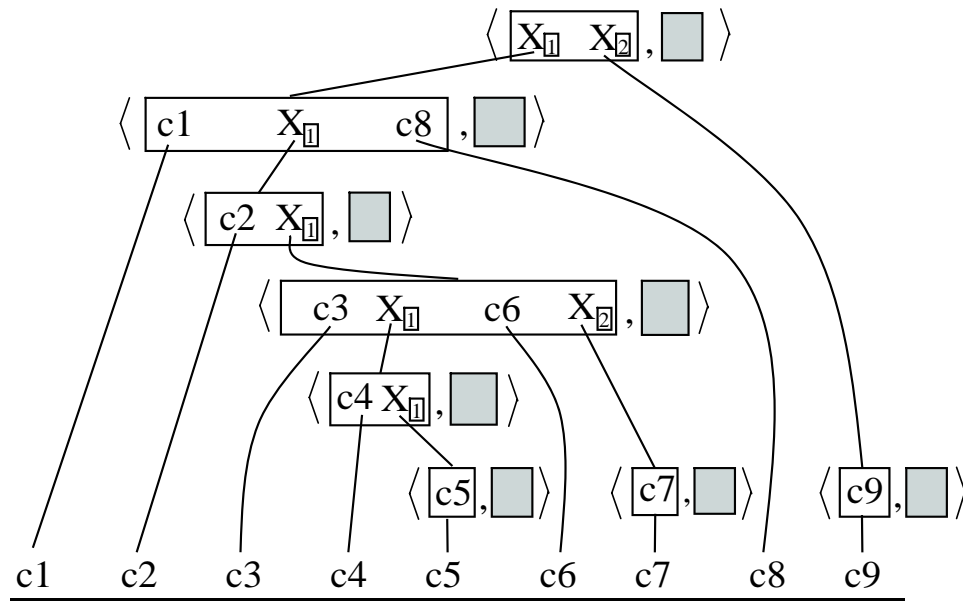 ⟨ X1 X2 , ⟩
⟨ c1 X1 c8 , ⟩
⟨ c2 X1 , ⟩
⟨ c3 X1 c6 X2 , ⟩
⟨ c4 X1 , ⟩
⟨ c5 , ⟩ ⟨ c7 , ⟩ ⟨ c9 , ⟩
c1 c2 c3 c4 c5 c6 c7 c8 c9